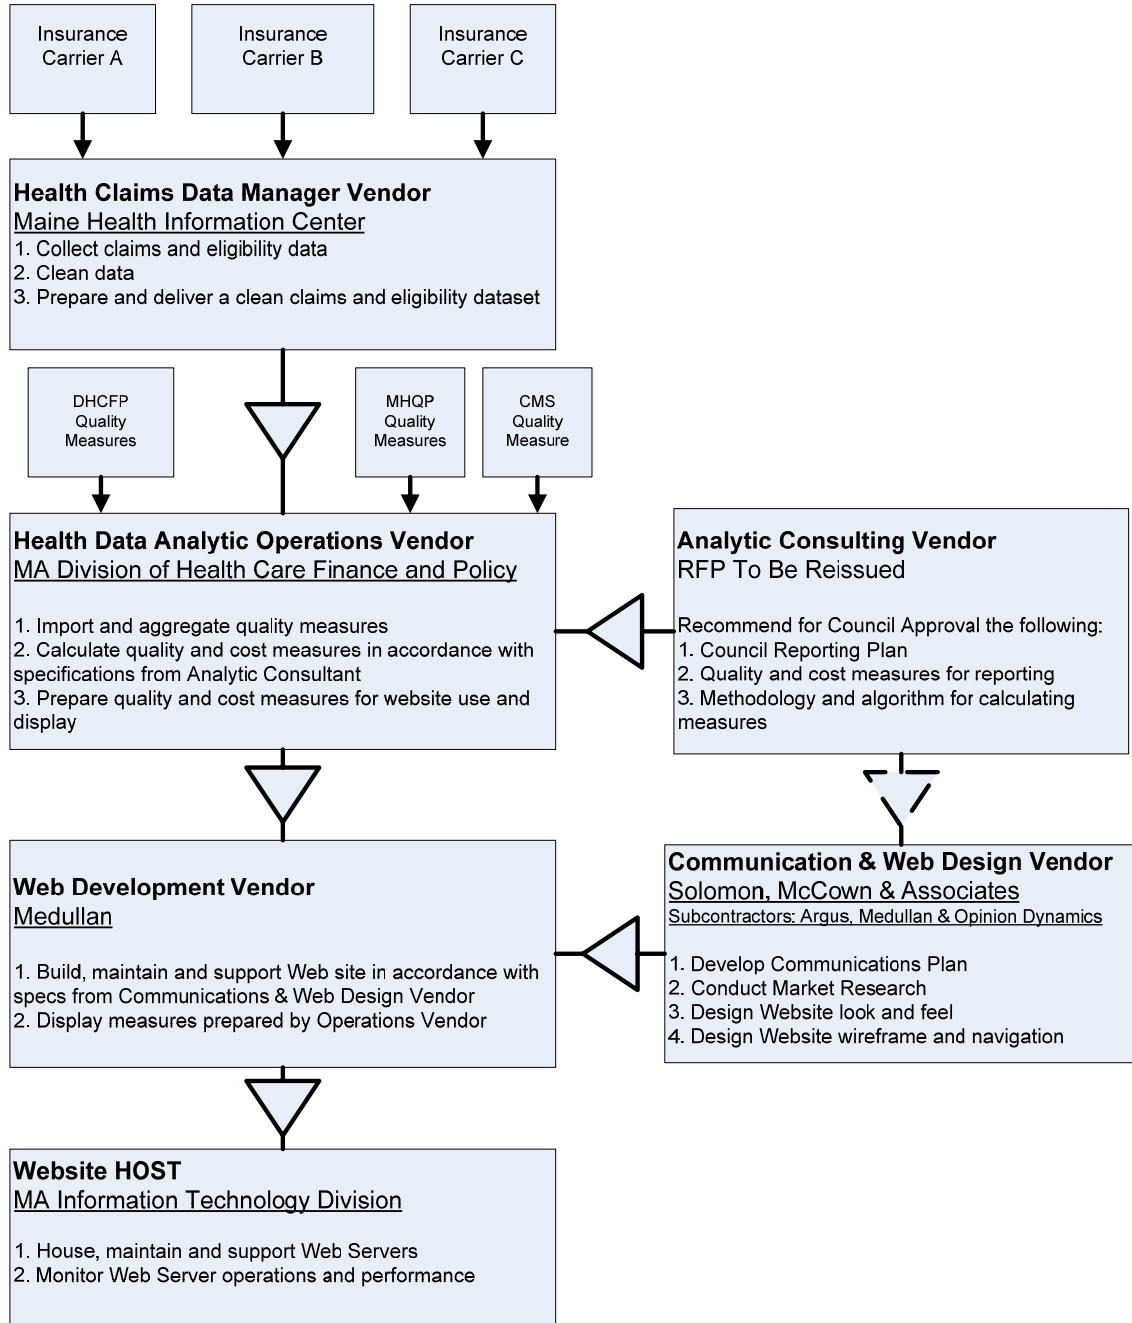 Insurance
Carrier A
Insurance
Carrier B
Insurance
Carrier C
Health Claims Data Manager Vendor
Maine Health Information Center
1. Collect claims and eligibility data
2. Clean data
3. Prepare and deliver a clean claims and eligibility dataset
DHCFP
Quality
Measures
MHQP
Quality
Measures
CMS
Quality
Measure
Health Data Analytic Operations Vendor
MA Division of Health Care Finance and Policy
1. Import and aggregate quality measures
2. Calculate quality and cost measures in accordance with
specifications from Analytic Consultant
3. Prepare quality and cost measures for website use and
display
Analytic Consulting Vendor
RFP To Be Reissued
Recommend for Council Approval the following:
1. Council Reporting Plan
2. Quality and cost measures for reporting
3. Methodology and algorithm for calculating
measures
Web Development Vendor
Medullan
1. Build, maintain and support Web site in accordance with
specs from Communications & Web Design Vendor
2. Display measures prepared by Operations Vendor
Communication & Web Design Vendor
Solomon, McCown & Associates
Subcontractors: Argus, Medullan & Opinion Dynamics
1. Develop Communications Plan
2. Conduct Market Research
3. Design Website look and feel
4. Design Website wireframe and navigation
Website HOST
MA Information Technology Division
1. House, maintain and support Web Servers
2. Monitor Web Server operations and performance